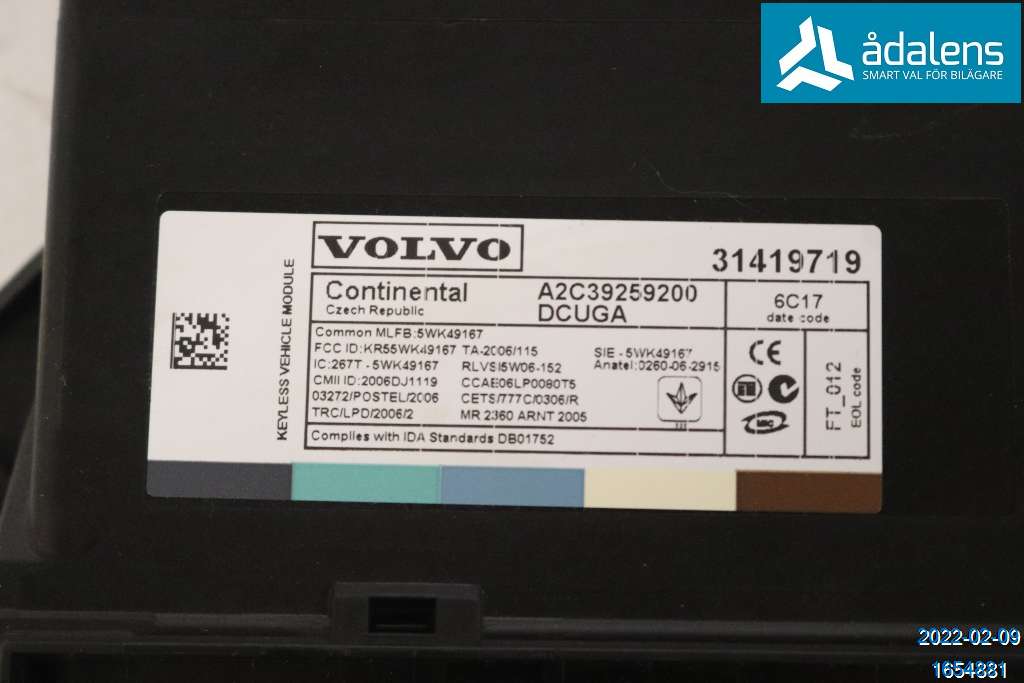 ådalens
SMART VAL FÖR BILÄGARE
VOLVO
31419719
KEYLESS VEHICLE MODULE
Continental
Czech Republic
A2C39259200
DCUGA
6C17
date code
Common MLFB:5WK49167
FCC ID:KR55WK49167 TA-2006/115
SIE - 5WK49167
IC:267T - 5WK49167 RLVSI5W06-152
Anatel:0260-06-2915
CMII ID:2006DJ1119 CCAE06LP0080T5
03272/POSTEL/2006 CETS/777C/0306/R
TRC/LPD/2006/2 MR 2360 ARNT 2005
Complies with IDA Standards DB01752
CE
FT_012
EOL code
2022-02-09
1654881